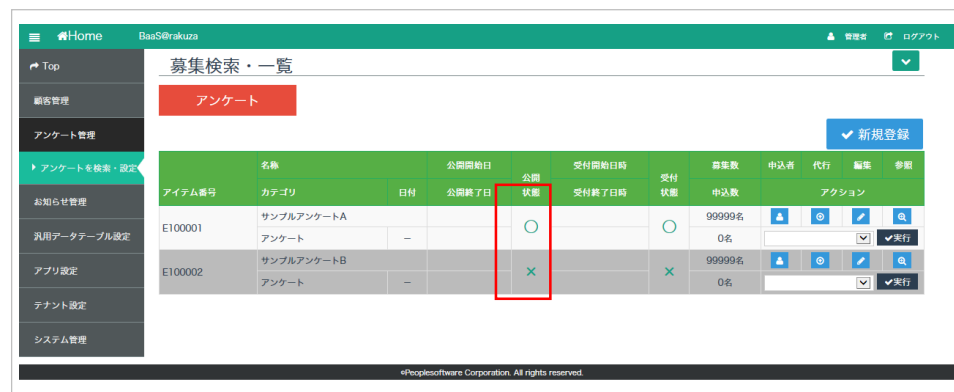 Home BaaS@rakuza 管理者 ログアウト
Top
募集検索・一覧
顧客管理
アンケート
アンケート管理
新規登録
アンケートを検索・設定
名称 公開開始日 公開状態 受付開始日時 受付状態 募集数 申込者 代行 編集 参照
アイテム番号 カテゴリ 日付 公開終了日 受付終了日時 申込数 アクション
お知らせ管理
E100001 サンプルアンケートA ○ ○ 99999名
アンケート － 0名 実行
汎用データテーブル設定
E100002 サンプルアンケートB × × 99999名
アンケート － 0名 実行
アプリ設定
テナント設定
システム管理
©Peoplesoftware Corporation. All rights reserved.